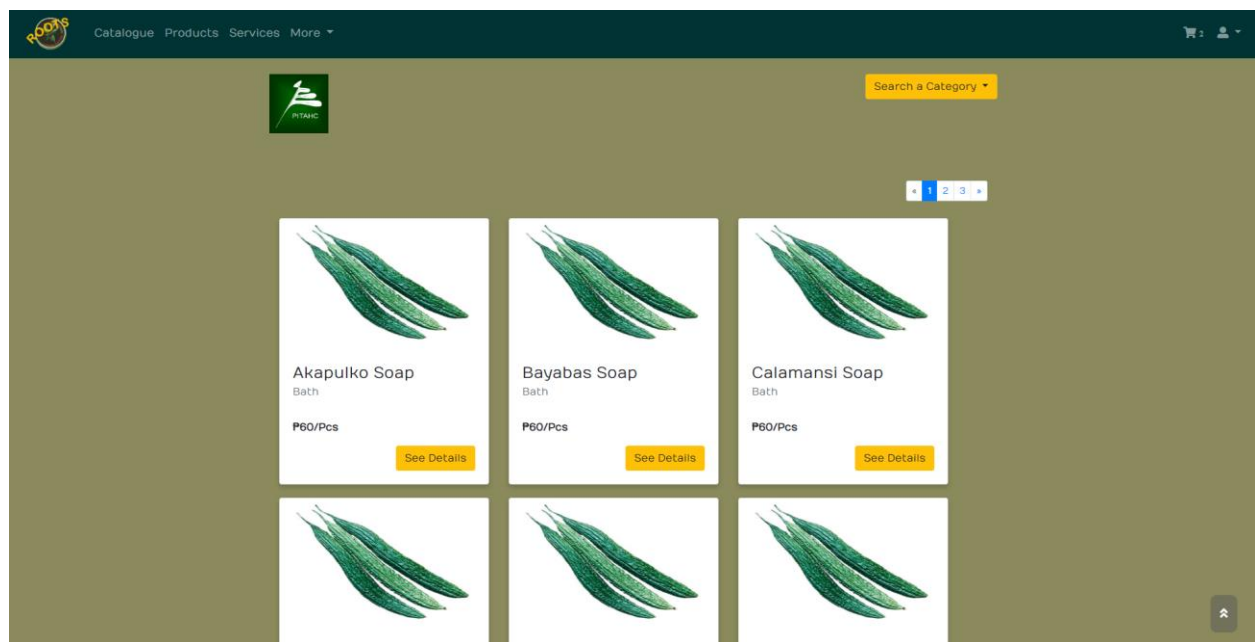 ROOTS
Catalogue Products Services More
PITAHC
Search a Category
« 1 2 3 »
Akapulko Soap
Bath
₱60/Pcs
See Details
Bayabas Soap
Bath
₱60/Pcs
See Details
Calamansi Soap
Bath
₱60/Pcs
See Details